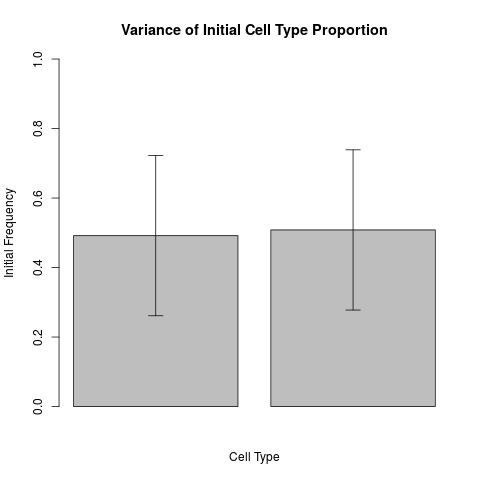 Variance of Initial Cell Type Proportion
Initial Frequency
1.0
0.8
0.6
0.4
0.2
0.0
Cell Type